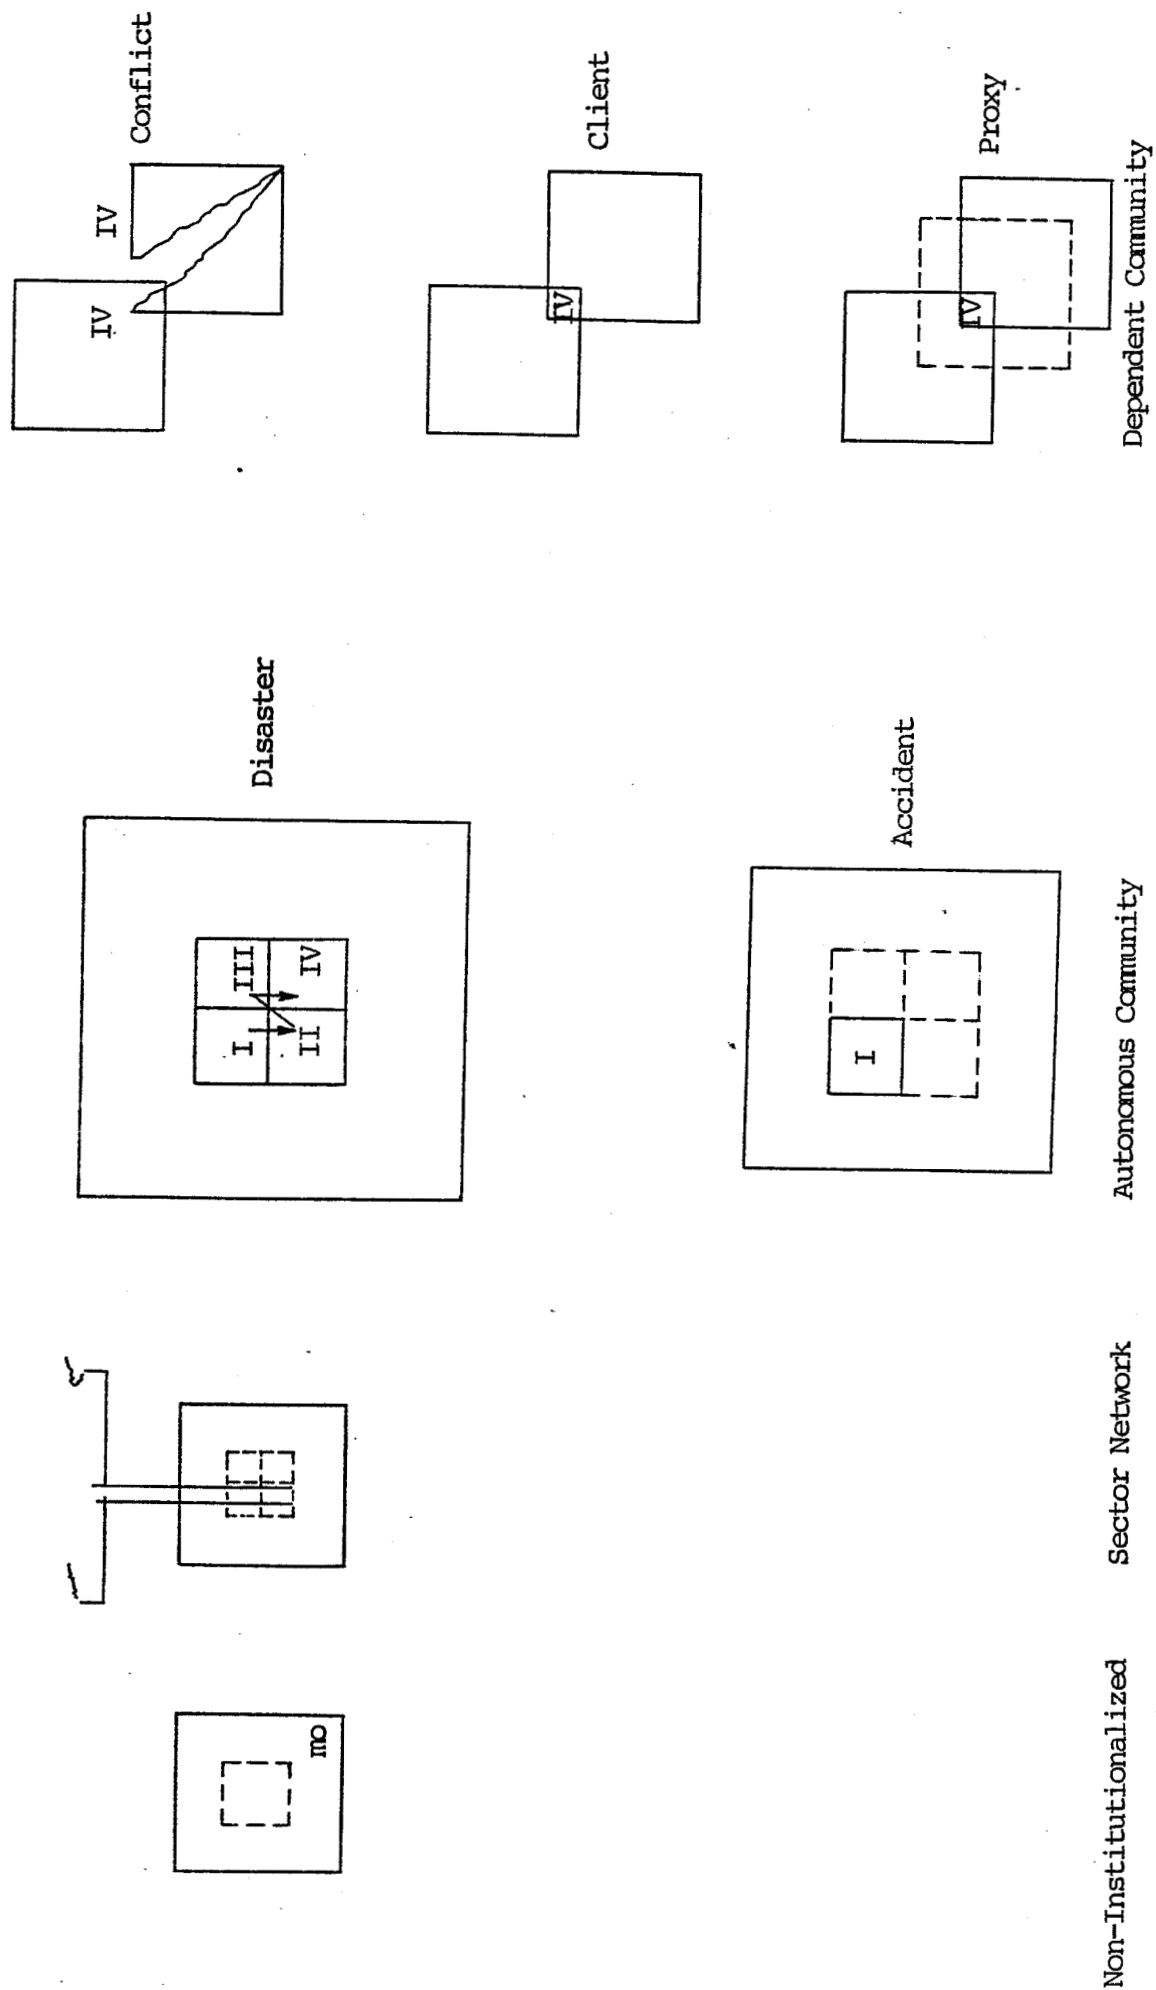 IV IV
Conflict
I III
Disaster
mo
II IV
IV
Client
I
Accident
IV
Proxy
Non-Institutionalized
Sector Network
Autonomous Community
Dependent Community